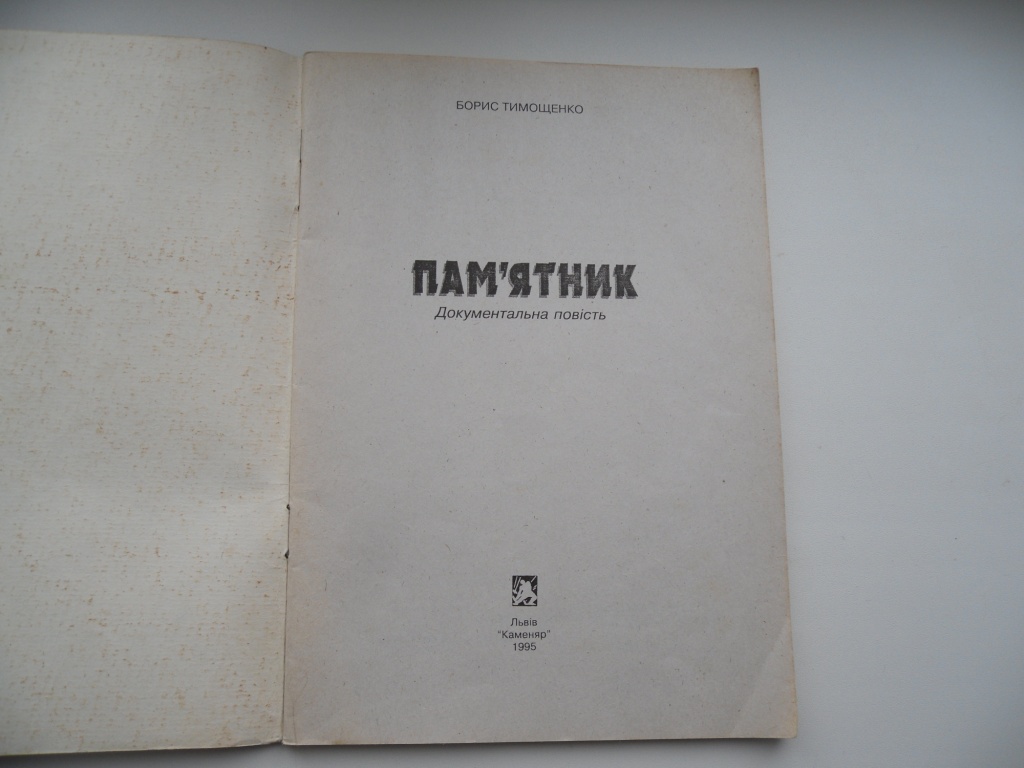 БОРИС ТИМОЩЕНКО
ПАМ'ЯТНИК
Документальна повість
Львів
"Каменяр"
1995